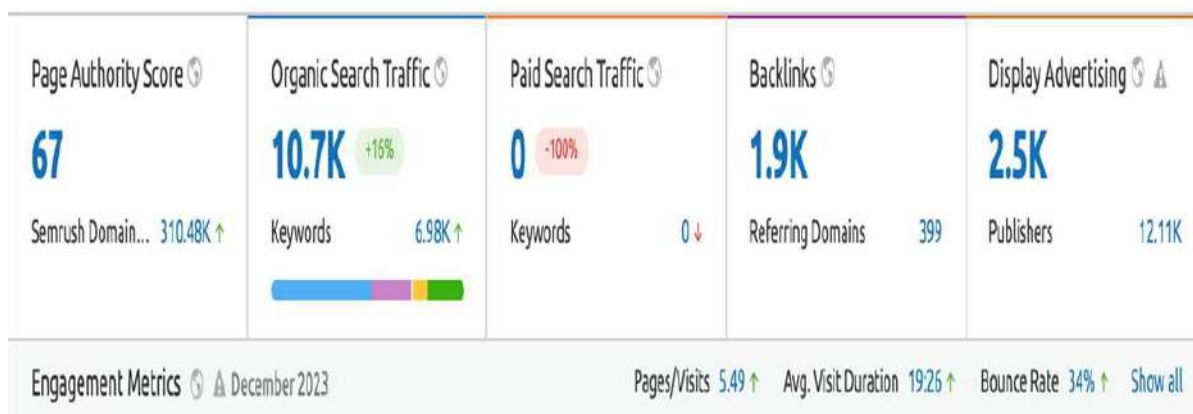 Page Authority Score
67
Semrush Domain... 310.48K ↑
Organic Search Traffic
10.7K +16%
Keywords 6.98K ↑
Paid Search Traffic
0 -100%
Keywords 0 ↓
Backlinks
1.9K
Referring Domains 399
Display Advertising
2.5K
Publishers 12.11K
Engagement Metrics December 2023 Pages/Visits 5.49 ↑ Avg. Visit Duration 19:26 ↑ Bounce Rate 34% ↑ Show all